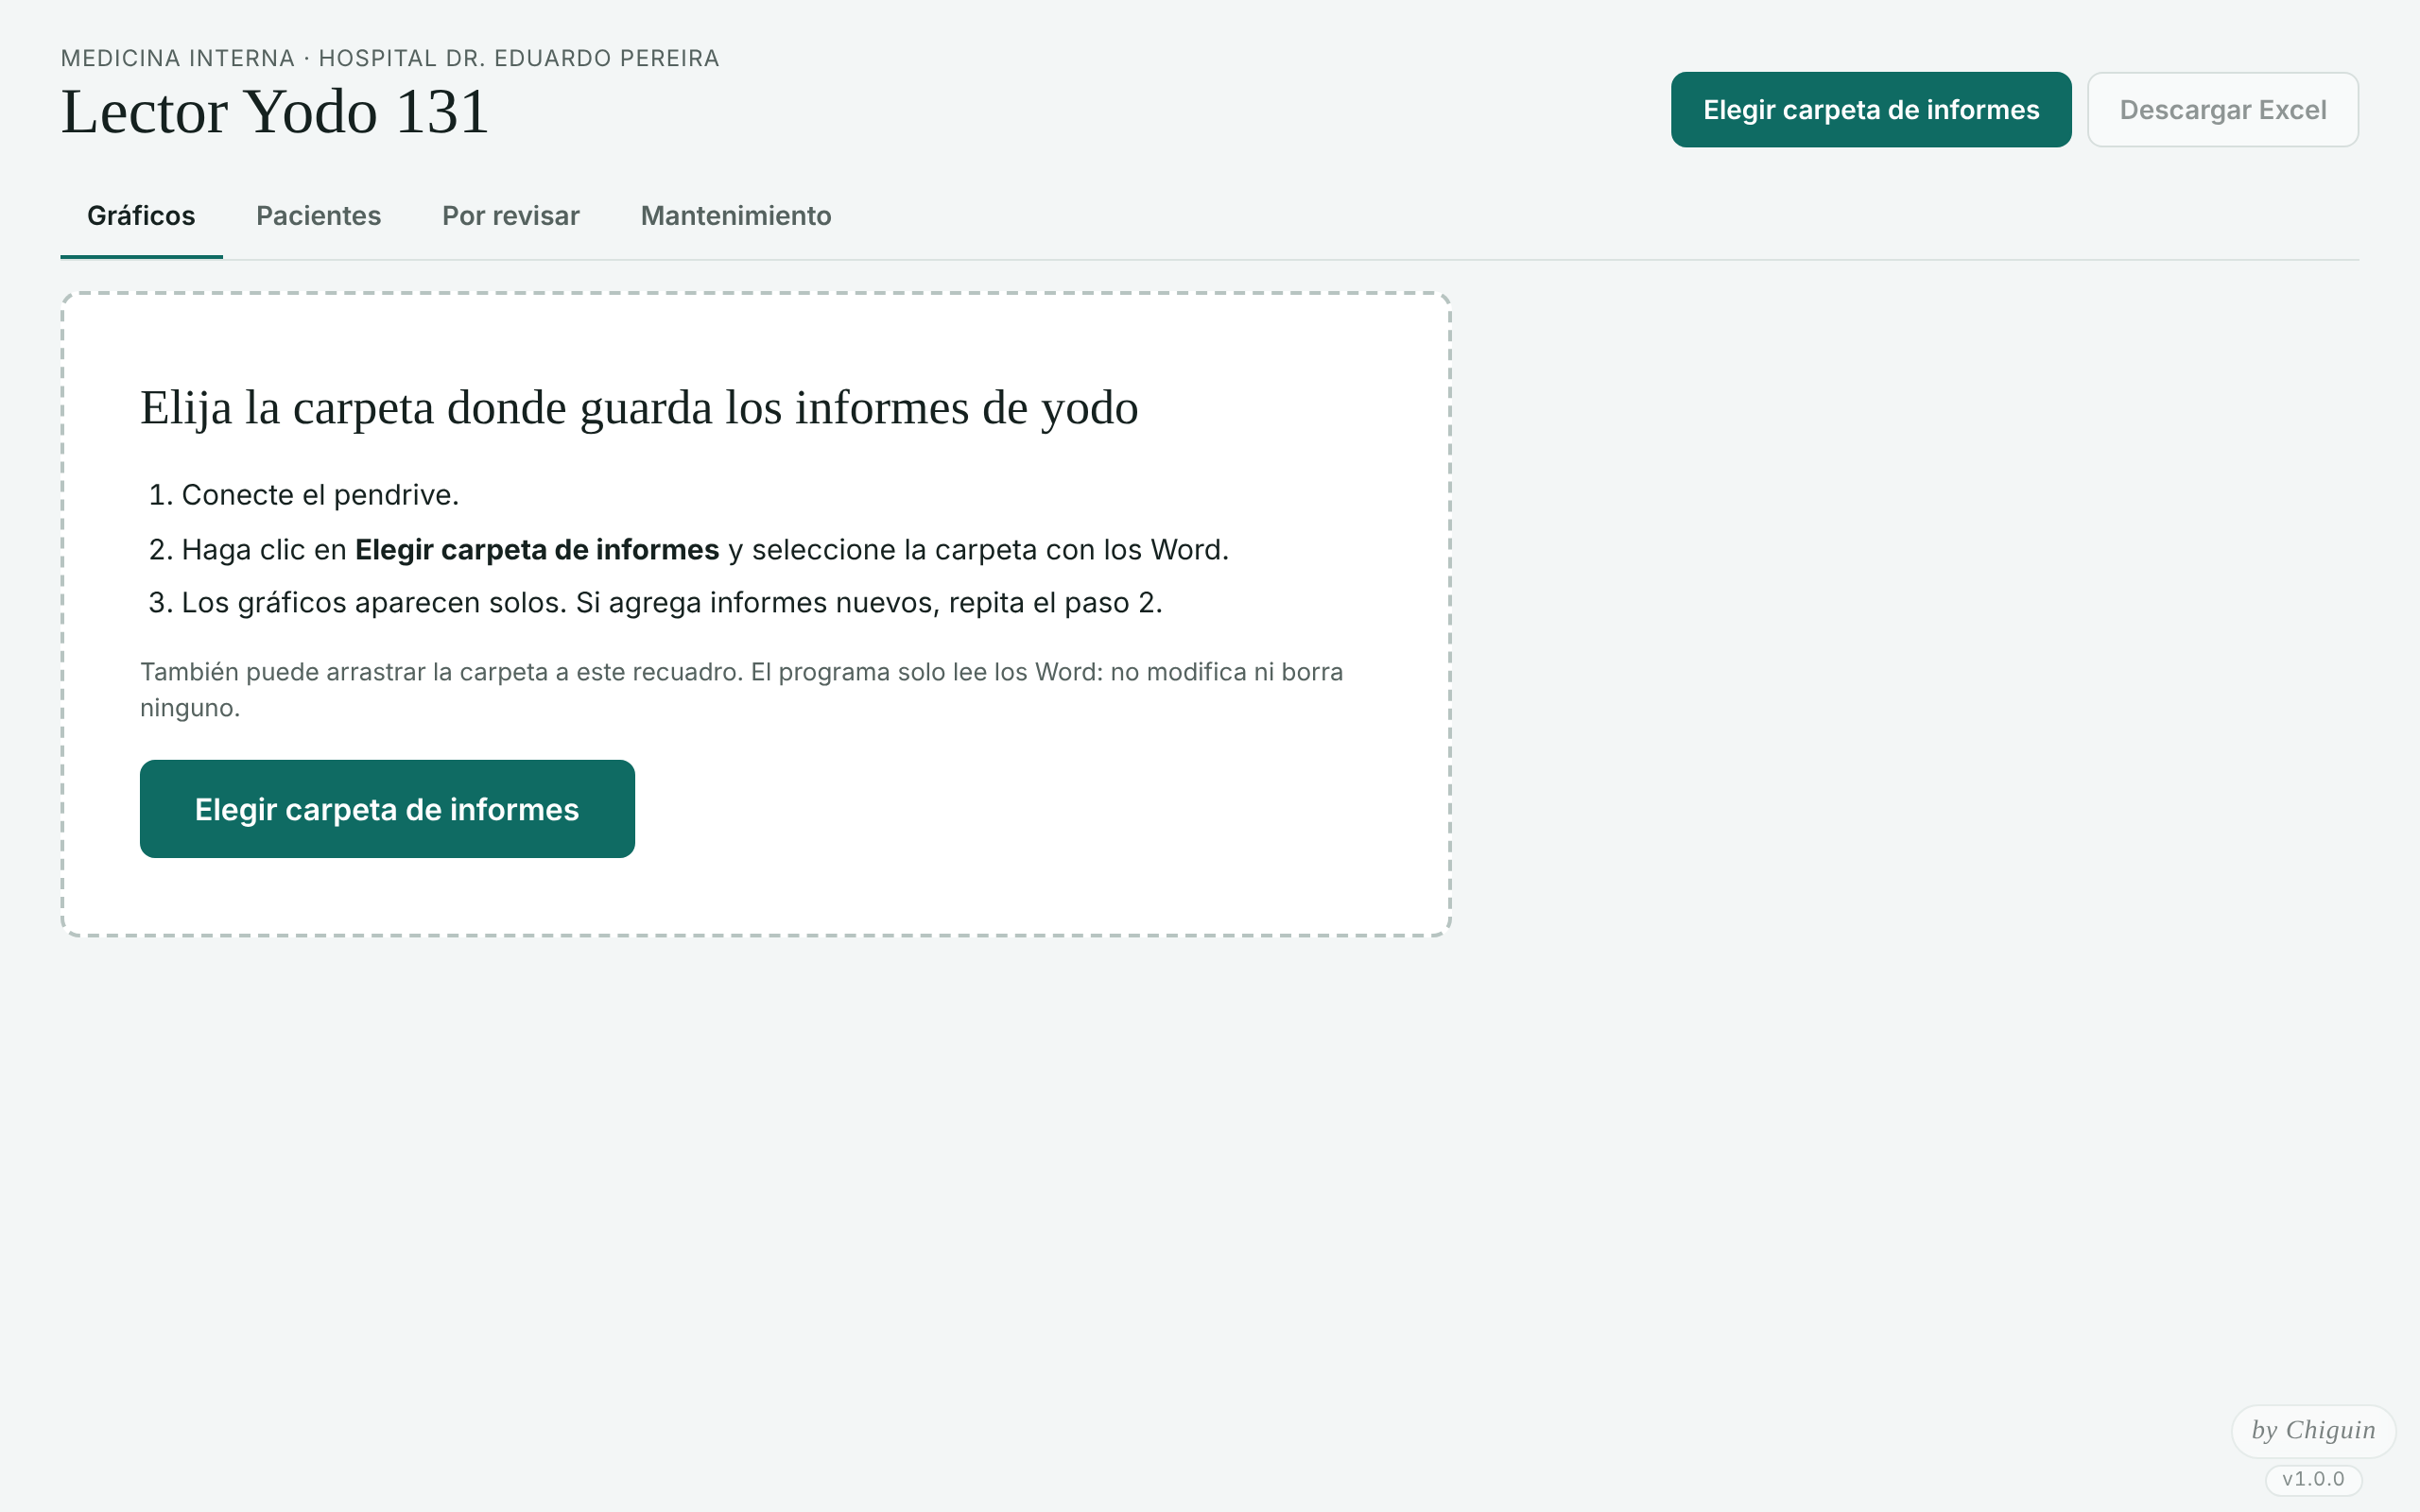 MEDICINA INTERNA · HOSPITAL DR. EDUARDO PEREIRA
Lector Yodo 131
Elegir carpeta de informes
Descargar Excel
Gráficos
Pacientes
Por revisar
Mantenimiento
Elija la carpeta donde guarda los informes de yodo
1. Conecte el pendrive.
2. Haga clic en Elegir carpeta de informes y seleccione la carpeta con los Word.
3. Los gráficos aparecen solos. Si agrega informes nuevos, repita el paso 2.
También puede arrastrar la carpeta a este recuadro. El programa solo lee los Word: no modifica ni borra
ninguno.
Elegir carpeta de informes
by Chiguin
v1.0.0